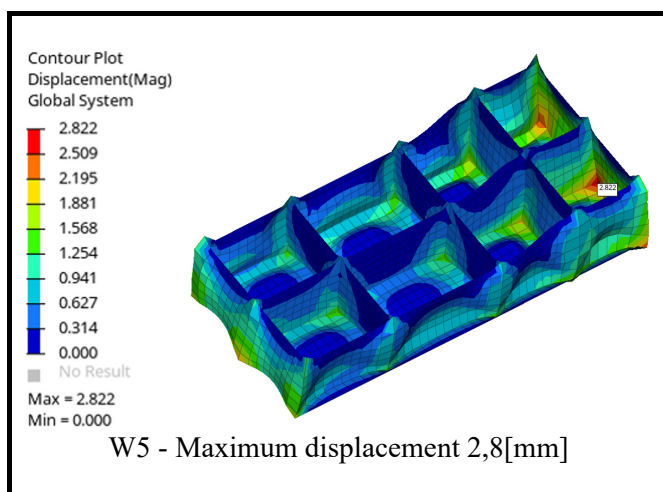 Contour Plot
Displacement(Mag)
Global System
2.822
2.509
2.195
1.881
1.568
1.254
0.941
0.627
0.314
0.000
No Result
Max = 2.822
Min = 0.000
2.822
W5 - Maximum displacement 2,8[mm]